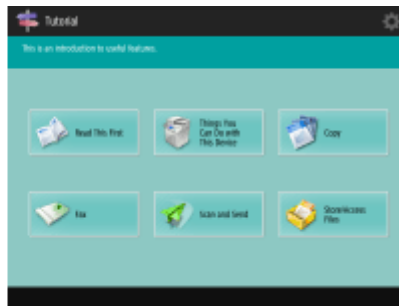 Tutorial
This is an introduction to useful features.
Read This First
Things You
Can Do with
This Device
Copy
Fax
Scan and Send
Store/Access
Files